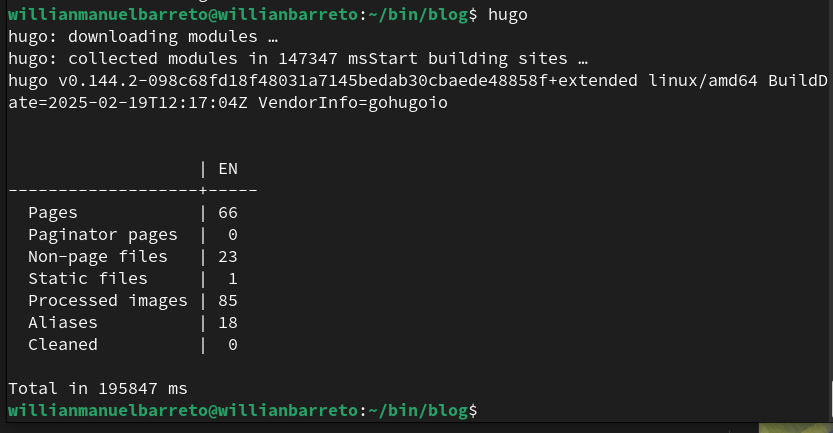 willianmanuelbarreto@willianbarreto:~/bin/blog$ hugo
hugo: downloading modules …
hugo: collected modules in 147347 msStart building sites …
hugo v0.144.2-098c68fd18f48031a7145bedab30cbaede48858f+extended linux/amd64 BuildD
ate=2025-02-19T12:17:04Z VendorInfo=gohugoio
| EN
-------------------+-----
Pages | 66
Paginator pages | 0
Non-page files | 23
Static files | 1
Processed images | 85
Aliases | 18
Cleaned | 0
Total in 195847 ms
willianmanuelbarreto@willianbarreto:~/bin/blog$